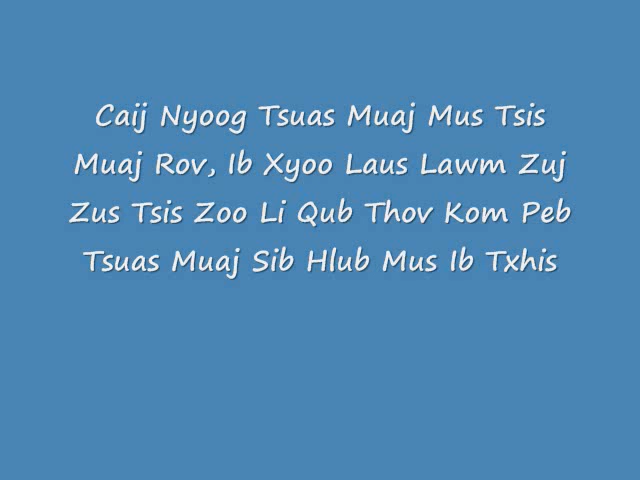 Caij Nyoog Tsuas Muaj Mus Tsis
Muaj Rov, Ib Xyoo Laus Lawm Zuj
Zus Tsis Zoo Li Qub Thov Kom Peb
Tsuas Muaj Sib Hlub Mus Ib Txhis